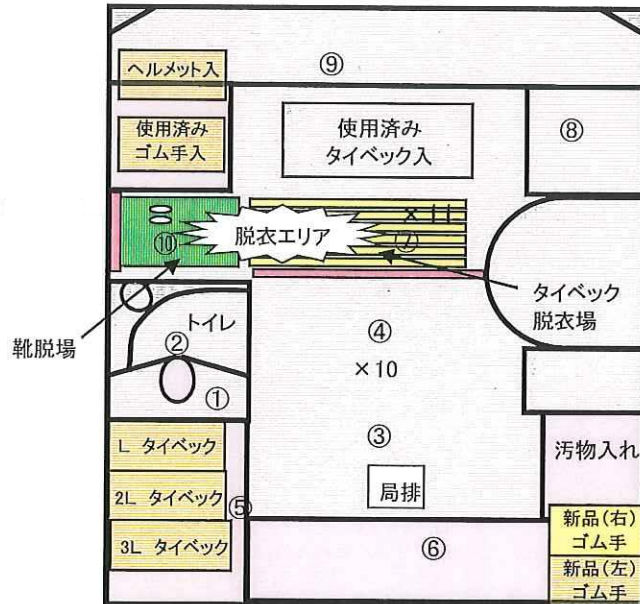 ヘルメット入
⑨
使用済み
ゴム手入
使用済み
タイベック入
⑧
×11
⑩
脱衣エリア
⑦
タイベック
脱衣場
靴脱場
トイレ
②
①
④
×10
③
局排
L タイベック
2L タイベック
3L タイベック
⑤
⑥
汚物入れ
新品(右)
ゴム手
新品(左)
ゴム手